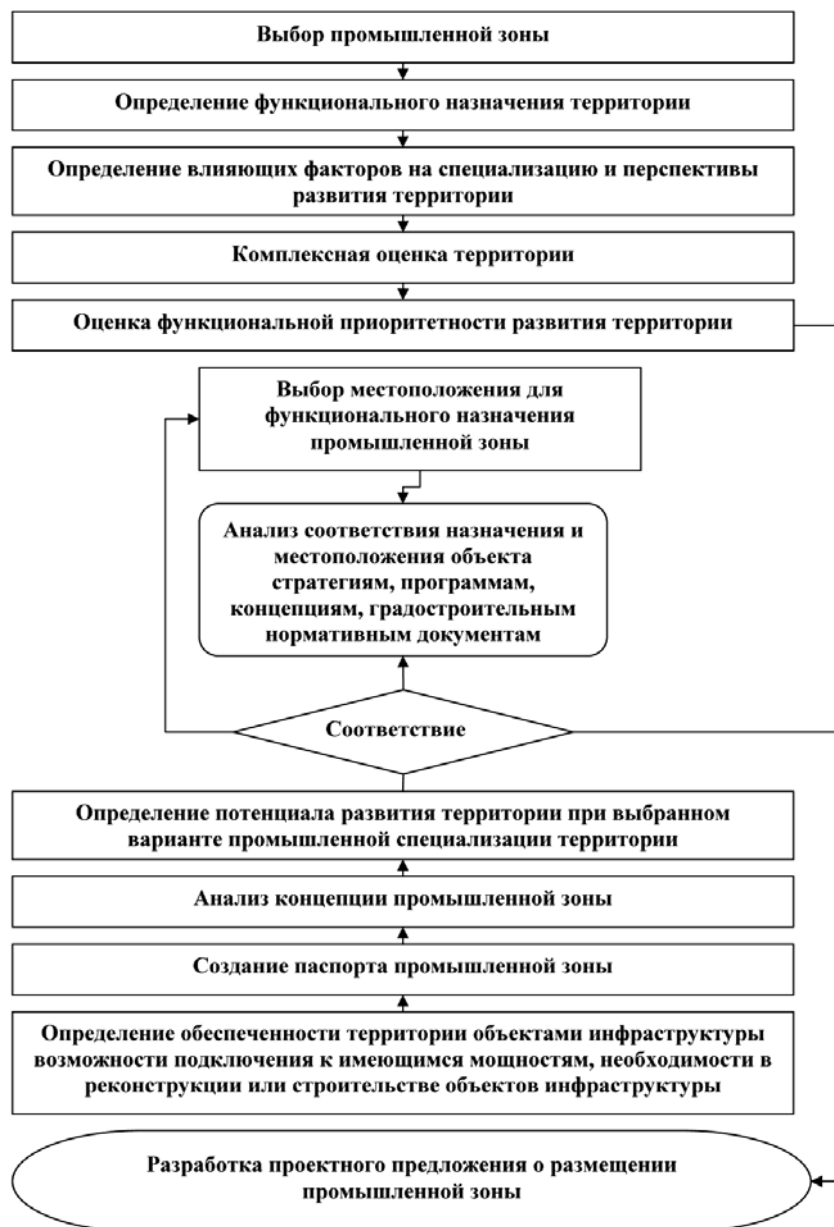 Выбор промышленной зоны
Определение функционального назначения территории
Определение влияющих факторов на специализацию и перспективы
развития территории
Комплексная оценка территории
Оценка функциональной приоритетности развития территории
Выбор местоположения для
функционального назначения
промышленной зоны
Анализ соответствия назначения и
местоположения объекта
стратегиям, программам,
концепциям, градостроительным
нормативным документам
Соответствие
Определение потенциала развития территории при выбранном
варианте промышленной специализации территории
Анализ концепции промышленной зоны
Создание паспорта промышленной зоны
Определение обеспеченности территории объектами инфраструктуры
возможности подключения к имеющимся мощностям, необходимости в
реконструкции или строительстве объектов инфраструктуры
Разработка проектного предложения о размещении
промышленной зоны